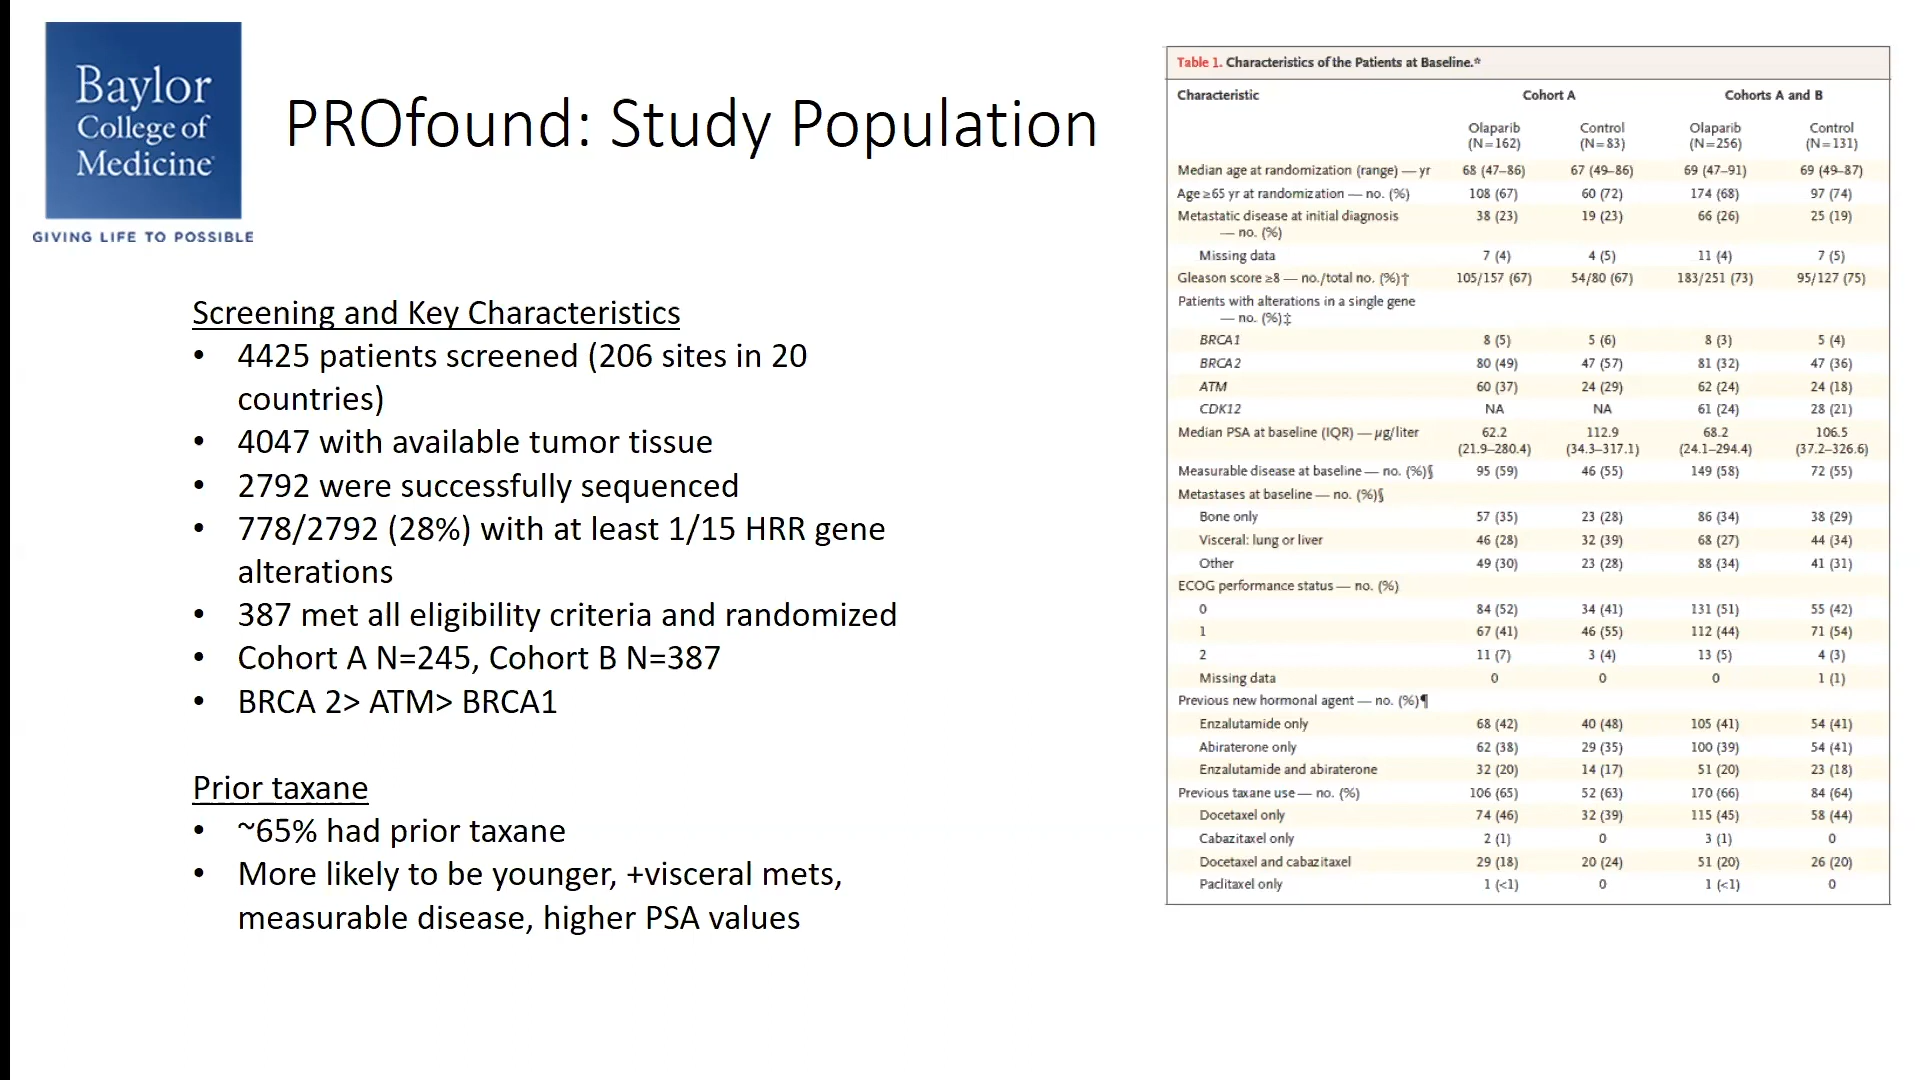 Baylor
College of
Medicine
GIVING LIFE TO POSSIBLE
PROfound: Study Population
Screening and Key Characteristics
• 4425 patients screened (206 sites in 20
countries)
• 4047 with available tumor tissue
• 2792 were successfully sequenced
• 778/2792 (28%) with at least 1/15 HRR gene
alterations
• 387 met all eligibility criteria and randomized
• Cohort A N=245, Cohort B N=387
• BRCA 2> ATM> BRCA1
Prior taxane
• ~65% had prior taxane
• More likely to be younger, +visceral mets,
measurable disease, higher PSA values
Table 1. Characteristics of the Patients at Baseline.*
Characteristic Cohort A Cohorts A and B
Olaparib Control Olaparib Control
(N=162) (N=83) (N=256) (N=131)
Median age at randomization (range) — yr 68 (47–86) 67 (49–86) 69 (47–91) 69 (49–87)
Age ≥65 yr at randomization — no. (%) 108 (67) 60 (72) 174 (68) 97 (74)
Metastatic disease at initial diagnosis 38 (23) 19 (23) 66 (26) 25 (19)
— no. (%)
Missing data 7 (4) 4 (5) 11 (4) 7 (5)
Gleason score ≥8 — no./total no. (%)† 105/157 (67) 54/80 (67) 183/251 (73) 95/127 (75)
Patients with alterations in a single gene
— no. (%)‡
BRCA1 8 (5) 5 (6) 8 (3) 5 (4)
BRCA2 80 (49) 47 (57) 81 (32) 47 (36)
ATM 60 (37) 24 (29) 62 (24) 24 (18)
CDK12 NA NA 61 (24) 28 (21)
Median PSA at baseline (IQR) — µg/liter 62.2 112.9 68.2 106.5
(21.9–280.4) (34.3–317.1) (24.1–294.4) (37.2–326.6)
Measurable disease at baseline — no. (%)§ 95 (59) 46 (55) 149 (58) 72 (55)
Metastases at baseline — no. (%)§
Bone only 57 (35) 23 (28) 86 (34) 38 (29)
Visceral: lung or liver 46 (28) 32 (39) 68 (27) 44 (34)
Other 49 (30) 23 (28) 88 (34) 41 (31)
ECOG performance status — no. (%)
0 84 (52) 34 (41) 131 (51) 55 (42)
1 67 (41) 46 (55) 112 (44) 71 (54)
2 11 (7) 3 (4) 13 (5) 4 (3)
Missing data 0 0 0 1 (1)
Previous new hormonal agent — no. (%)¶
Enzalutamide only 68 (42) 40 (48) 105 (41) 54 (41)
Abiraterone only 62 (38) 29 (35) 100 (39) 54 (41)
Enzalutamide and abiraterone 32 (20) 14 (17) 51 (20) 23 (18)
Previous taxane use — no. (%) 106 (65) 52 (63) 170 (66) 84 (64)
Docetaxel only 74 (46) 32 (39) 115 (45) 58 (44)
Cabazitaxel only 2 (1) 0 3 (1) 0
Docetaxel and cabazitaxel 29 (18) 20 (24) 51 (20) 26 (20)
Paclitaxel only 1 (<1) 0 1 (<1) 0